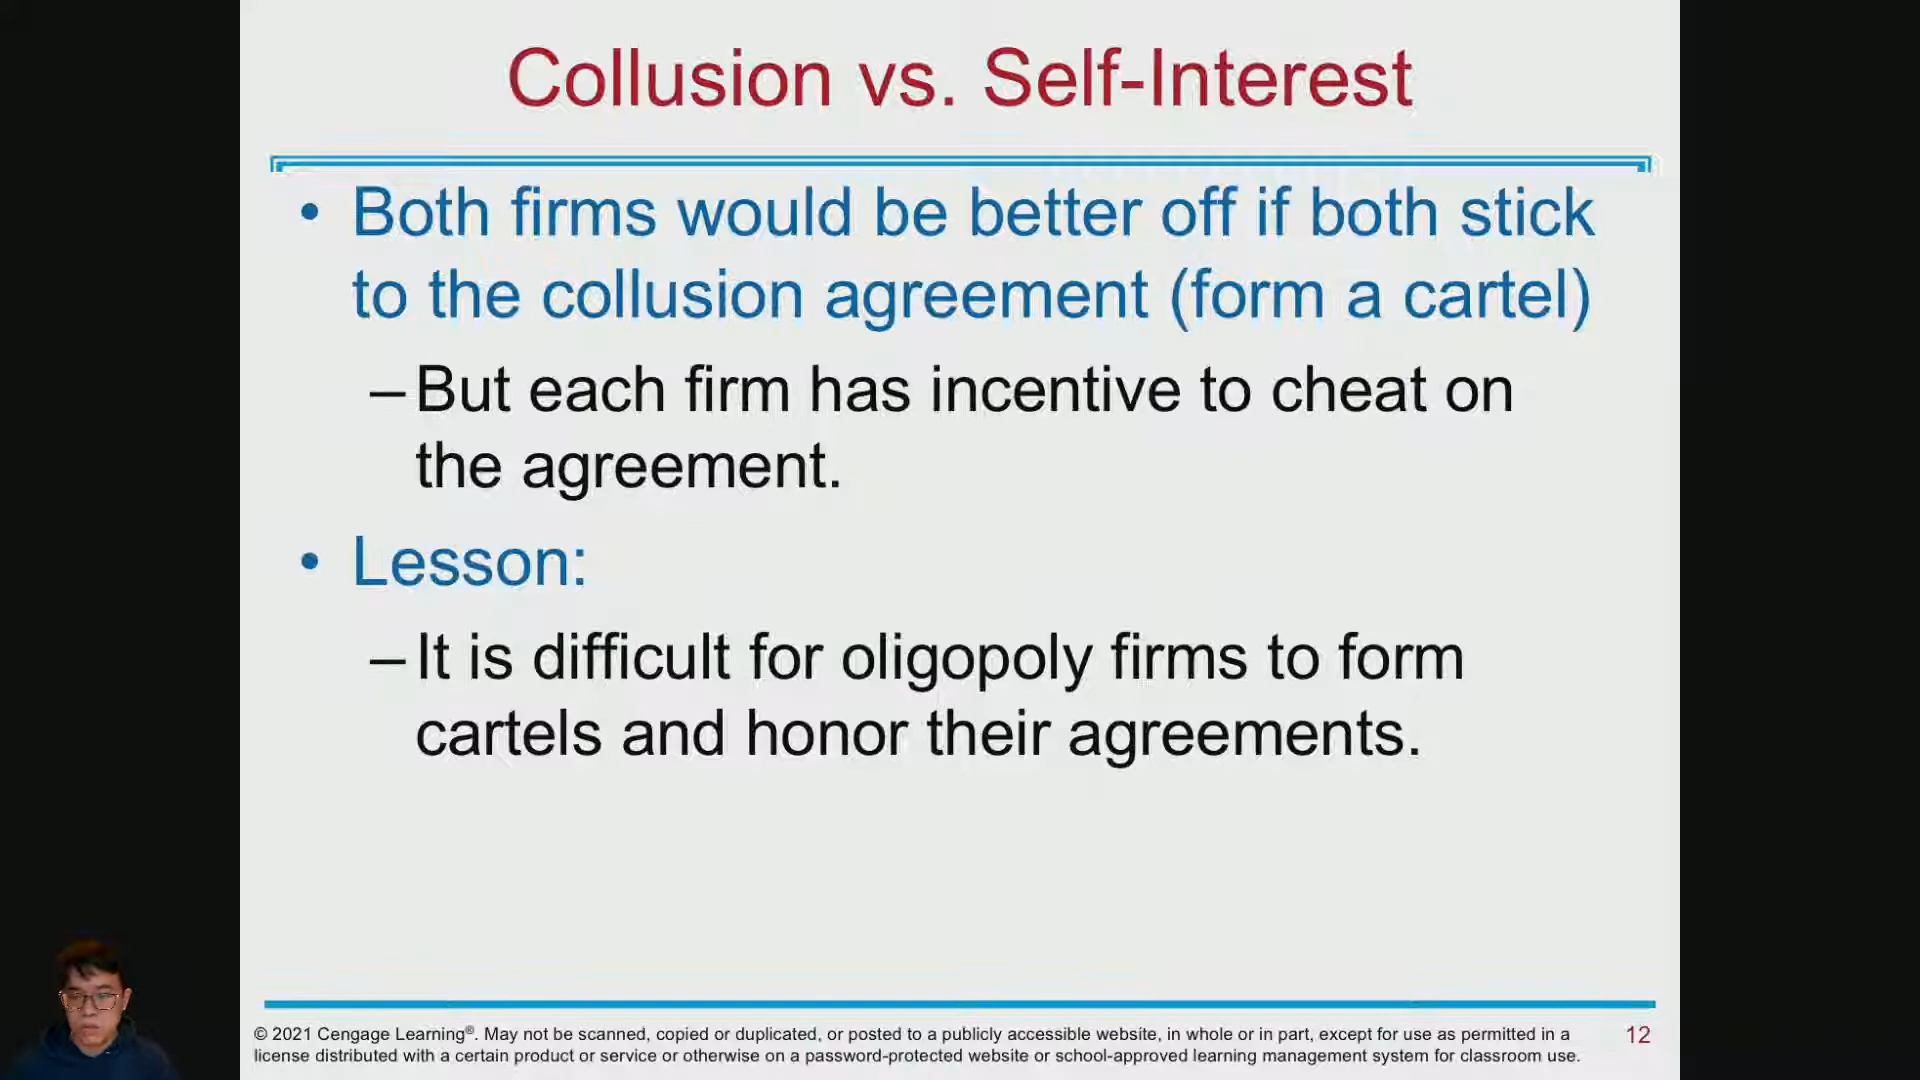 Collusion vs. Self-Interest
• Both firms would be better off if both stick
to the collusion agreement (form a cartel)
– But each firm has incentive to cheat on
the agreement.
• Lesson:
– It is difficult for oligopoly firms to form
cartels and honor their agreements.
© 2021 Cengage Learning®. May not be scanned, copied or duplicated, or posted to a publicly accessible website, in whole or in part, except for use as permitted in a
license distributed with a certain product or service or otherwise on a password-protected website or school-approved learning management system for classroom use.
12